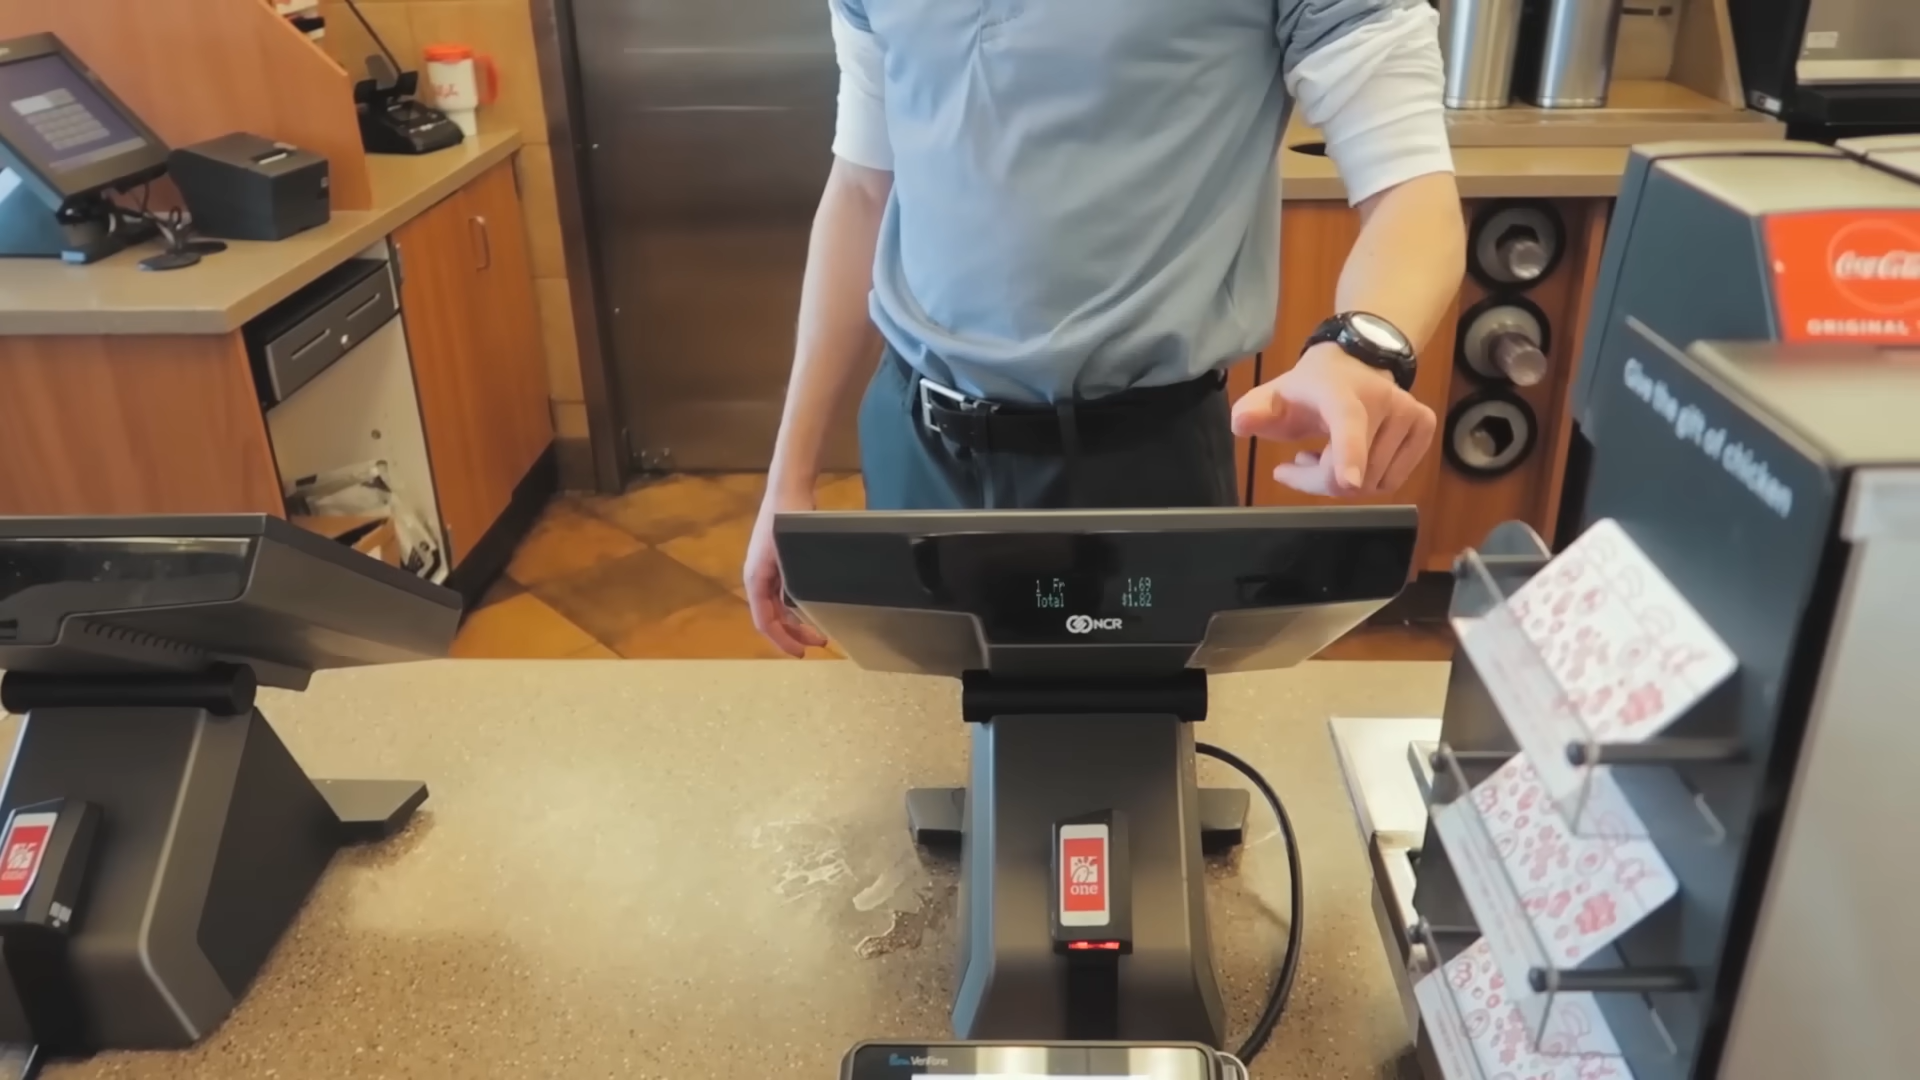 Coca-Cola
ORIGINAL
Give the gift of chicken
1 Fr 1.69
Total $1.82
NCR
one
Verifone